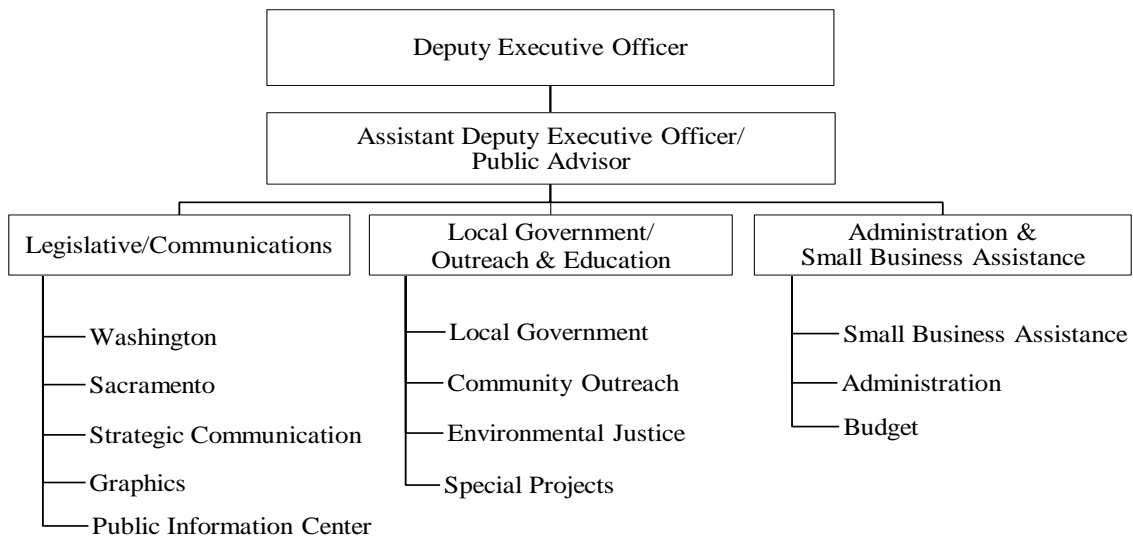 Deputy Executive Officer
Assistant Deputy Executive Officer/
Public Advisor
Legislative/Communications
Local Government/
Outreach & Education
Administration &
Small Business Assistance
Washington
Sacramento
Strategic Communication
Graphics
Public Information Center
Local Government
Community Outreach
Environmental Justice
Special Projects
Small Business Assistance
Administration
Budget